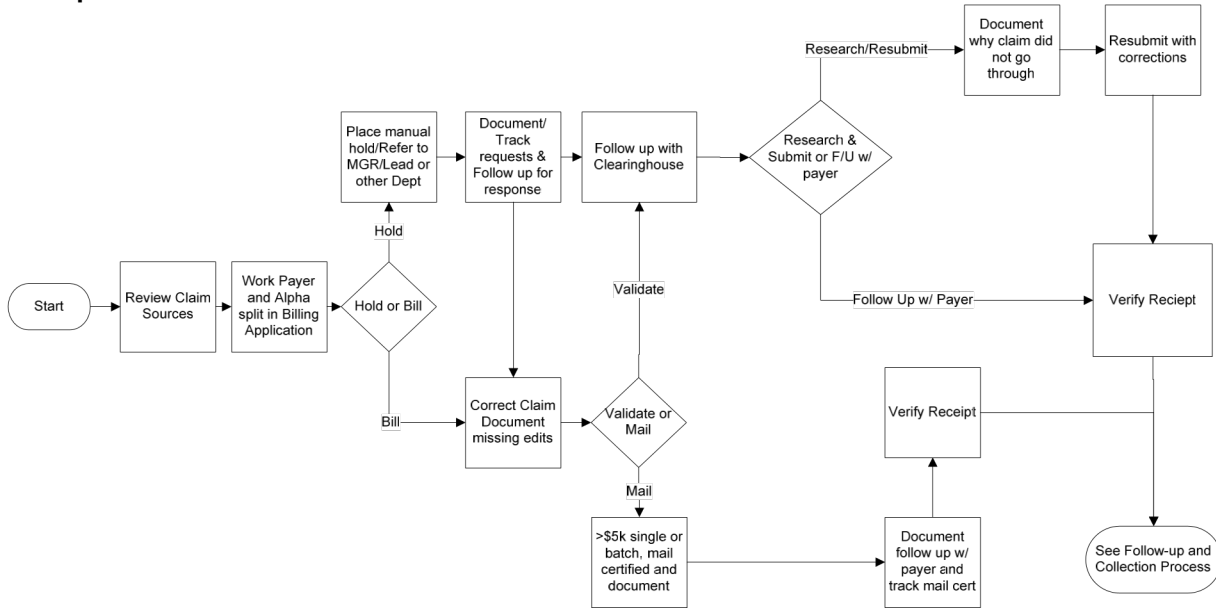 Document
why claim did
not go
through
Resubmit with
corrections
Research/Resubmit
Place manual
hold/Refer to
MGR/Lead or
other Dept
Document/
Track
requests &
Follow up for
response
Follow up with
Clearinghouse
Research &
Submit or F/U w/
payer
Hold
Start
Review Claim
Sources
Work Payer
and Alpha
split in Billing
Application
Hold or Bill
Validate
Follow Up w/ Payer
Verify Reciept
Bill
Correct Claim
Document
missing edits
Validate or
Mail
Verify Receipt
Mail
>$5k single or
batch, mail
certified and
document
Document
follow up w/
payer and
track mail cert
See Follow-up and
Collection Process